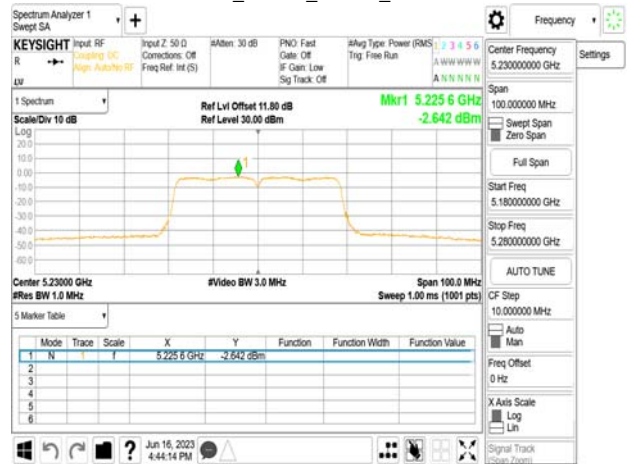 Spectrum Analyzer 1
Swept SA
+
Frequency
KEYSIGHT
Input: RF
Input Z: 50 Ω
#Atten: 30 dB
PNO: Fast
#Avg Type: Power (RMS
1 2 3 4 5 6
R
Coupling: DC
Corrections: Off
Gate: Off
Trig: Free Run
A W W W W W
Align: Auto/No RF
Freq Ref: Int (S)
IF Gain: Low
Sig Track: Off
A N N N N N
Settings
1 Spectrum
Scale/Div 10 dB
Ref Lvl Offset 11.80 dB
Ref Level 30.00 dBm
Mkr1 5.225 6 GHz
-2.642 dBm
Log
20.0
10.0
0.00
-10.0
-20.0
-30.0
-40.0
-50.0
-60.0
1
Center 5.23000 GHz
#Video BW 3.0 MHz
Span 100.0 MHz
#Res BW 1.0 MHz
Sweep 1.00 ms (1001 pts)
5 Marker Table
Mode Trace Scale X Y Function Function Width Function Value
1 N 1 f 5.225 6 GHz -2.642 dBm
2
3
4
5
6
Jun 16, 2023
4:44:14 PM
Center Frequency
5.230000000 GHz
Span
100.000000 MHz
Swept Span
Zero Span
Full Span
Start Freq
5.180000000 GHz
Stop Freq
5.280000000 GHz
AUTO TUNE
CF Step
10.000000 MHz
Auto
Man
Freq Offset
0 Hz
X Axis Scale
Log
Lin
Signal Track
(Span Zoom)